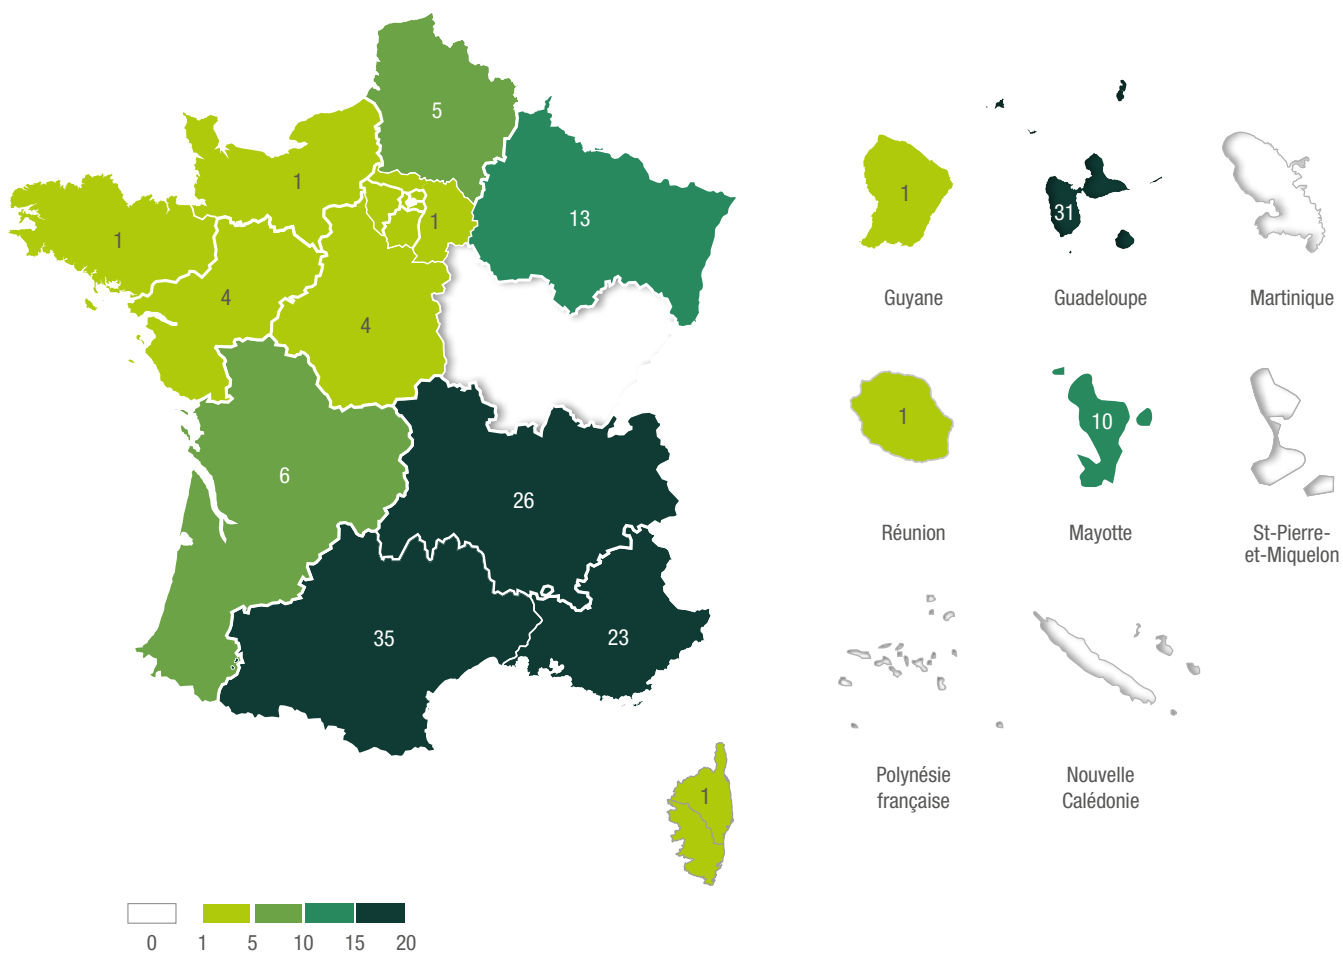 5
1
13
1
1
1
31
Guyane
Guadeloupe
Martinique
4
4
1
10
6
26
Réunion
Mayotte
St-Pierre-
et-Miquelon
35
23
Polynésie
française
Nouvelle
Calédonie
1
0 1 5 10 15 20